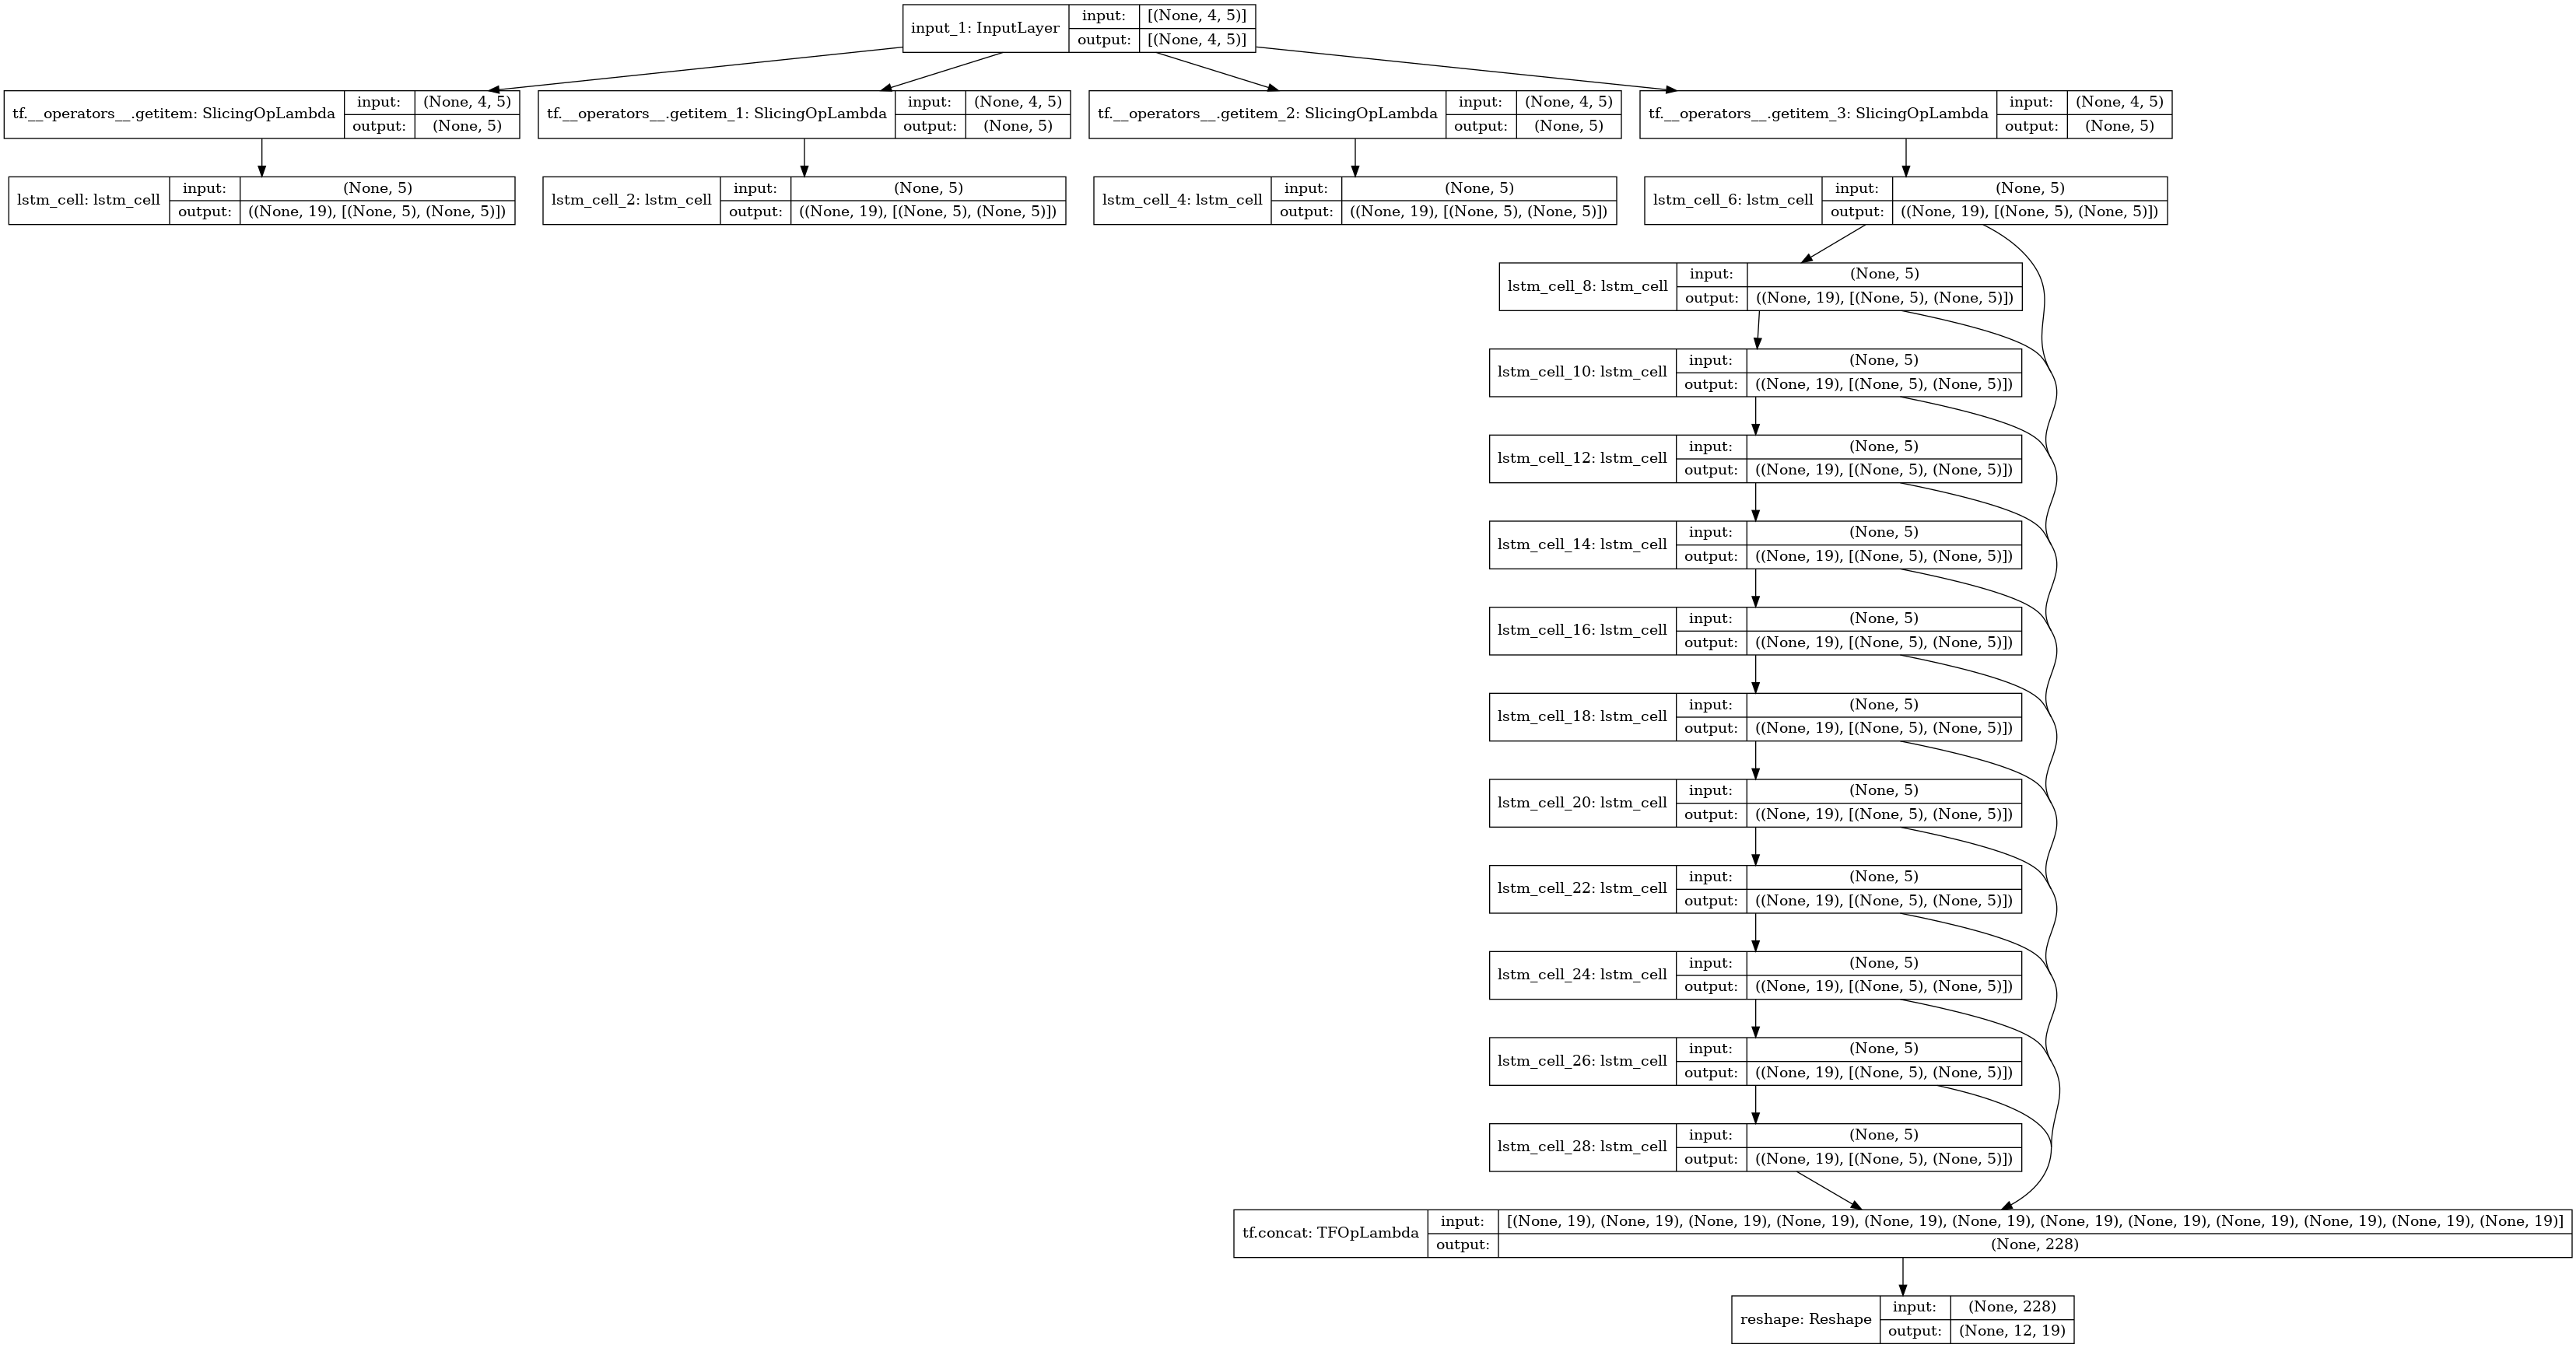 input_1: InputLayer input: [(None, 4, 5)]
output: [(None, 4, 5)]
tf.__operators__.getitem: SlicingOpLambda input: (None, 4, 5)
output: (None, 5)
tf.__operators__.getitem_1: SlicingOpLambda input: (None, 4, 5)
output: (None, 5)
tf.__operators__.getitem_2: SlicingOpLambda input: (None, 4, 5)
output: (None, 5)
tf.__operators__.getitem_3: SlicingOpLambda input: (None, 4, 5)
output: (None, 5)
lstm_cell: lstm_cell input: (None, 5)
output: ((None, 19), [(None, 5), (None, 5)])
lstm_cell_2: lstm_cell input: (None, 5)
output: ((None, 19), [(None, 5), (None, 5)])
lstm_cell_4: lstm_cell input: (None, 5)
output: ((None, 19), [(None, 5), (None, 5)])
lstm_cell_6: lstm_cell input: (None, 5)
output: ((None, 19), [(None, 5), (None, 5)])
lstm_cell_8: lstm_cell input: (None, 5)
output: ((None, 19), [(None, 5), (None, 5)])
lstm_cell_10: lstm_cell input: (None, 5)
output: ((None, 19), [(None, 5), (None, 5)])
lstm_cell_12: lstm_cell input: (None, 5)
output: ((None, 19), [(None, 5), (None, 5)])
lstm_cell_14: lstm_cell input: (None, 5)
output: ((None, 19), [(None, 5), (None, 5)])
lstm_cell_16: lstm_cell input: (None, 5)
output: ((None, 19), [(None, 5), (None, 5)])
lstm_cell_18: lstm_cell input: (None, 5)
output: ((None, 19), [(None, 5), (None, 5)])
lstm_cell_20: lstm_cell input: (None, 5)
output: ((None, 19), [(None, 5), (None, 5)])
lstm_cell_22: lstm_cell input: (None, 5)
output: ((None, 19), [(None, 5), (None, 5)])
lstm_cell_24: lstm_cell input: (None, 5)
output: ((None, 19), [(None, 5), (None, 5)])
lstm_cell_26: lstm_cell input: (None, 5)
output: ((None, 19), [(None, 5), (None, 5)])
lstm_cell_28: lstm_cell input: (None, 5)
output: ((None, 19), [(None, 5), (None, 5)])
tf.concat: TFOpLambda input: [(None, 19), (None, 19), (None, 19), (None, 19), (None, 19), (None, 19), (None, 19), (None, 19), (None, 19), (None, 19), (None, 19), (None, 19)]
output: (None, 228)
reshape: Reshape input: (None, 228)
output: (None, 12, 19)